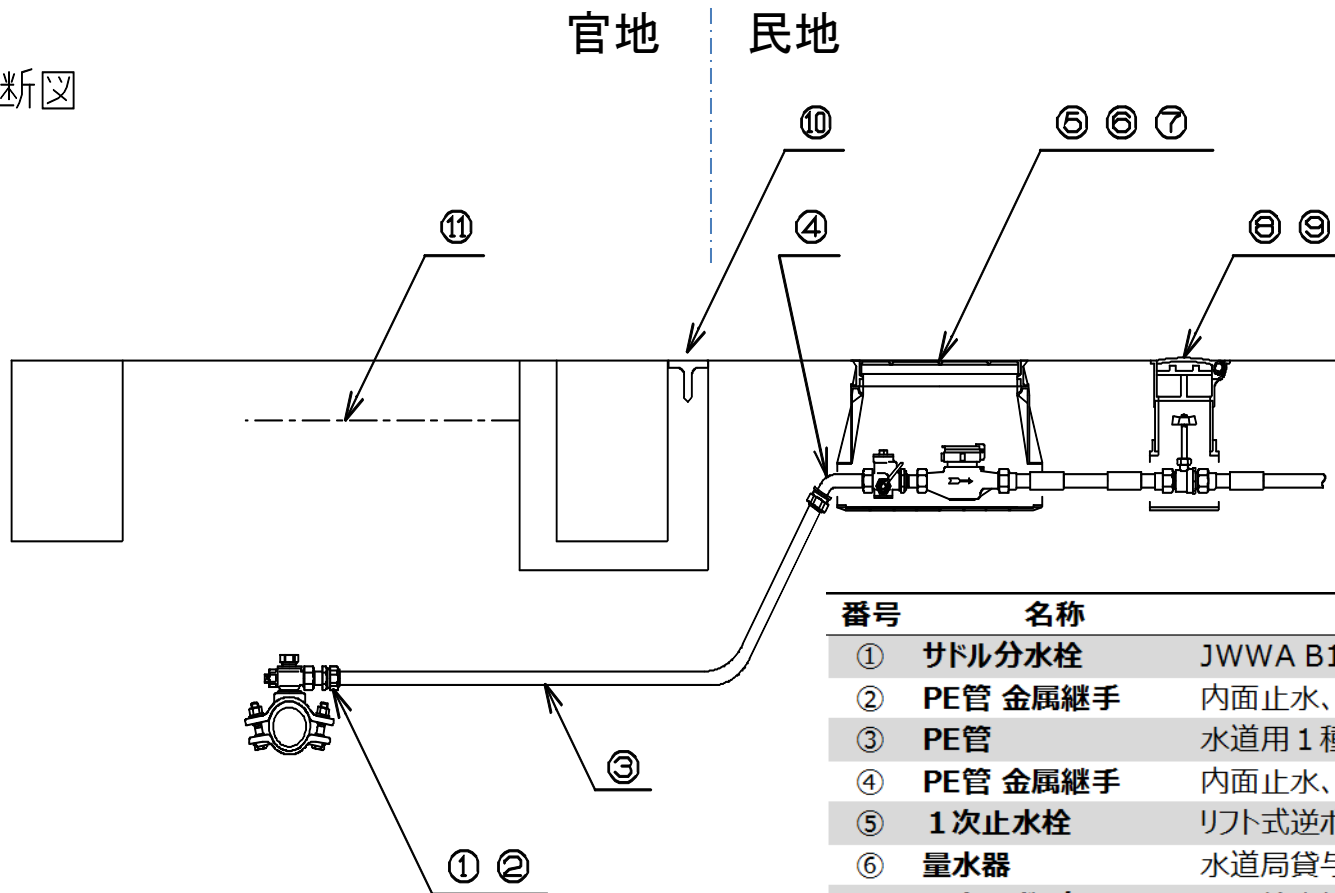 官地 民地
断図
⑩ ⑤ ⑥ ⑦
⑪ ④ ⑧ ⑨
③
① ②
番号 名称
① サドル分水栓 JWWA B1
② PE管 金属継手 内面止水、
③ PE管 水道用1種
④ PE管 金属継手 内面止水、
⑤ 1次止水栓 リフト式逆ボ
⑥ 量水器 水道局貸与